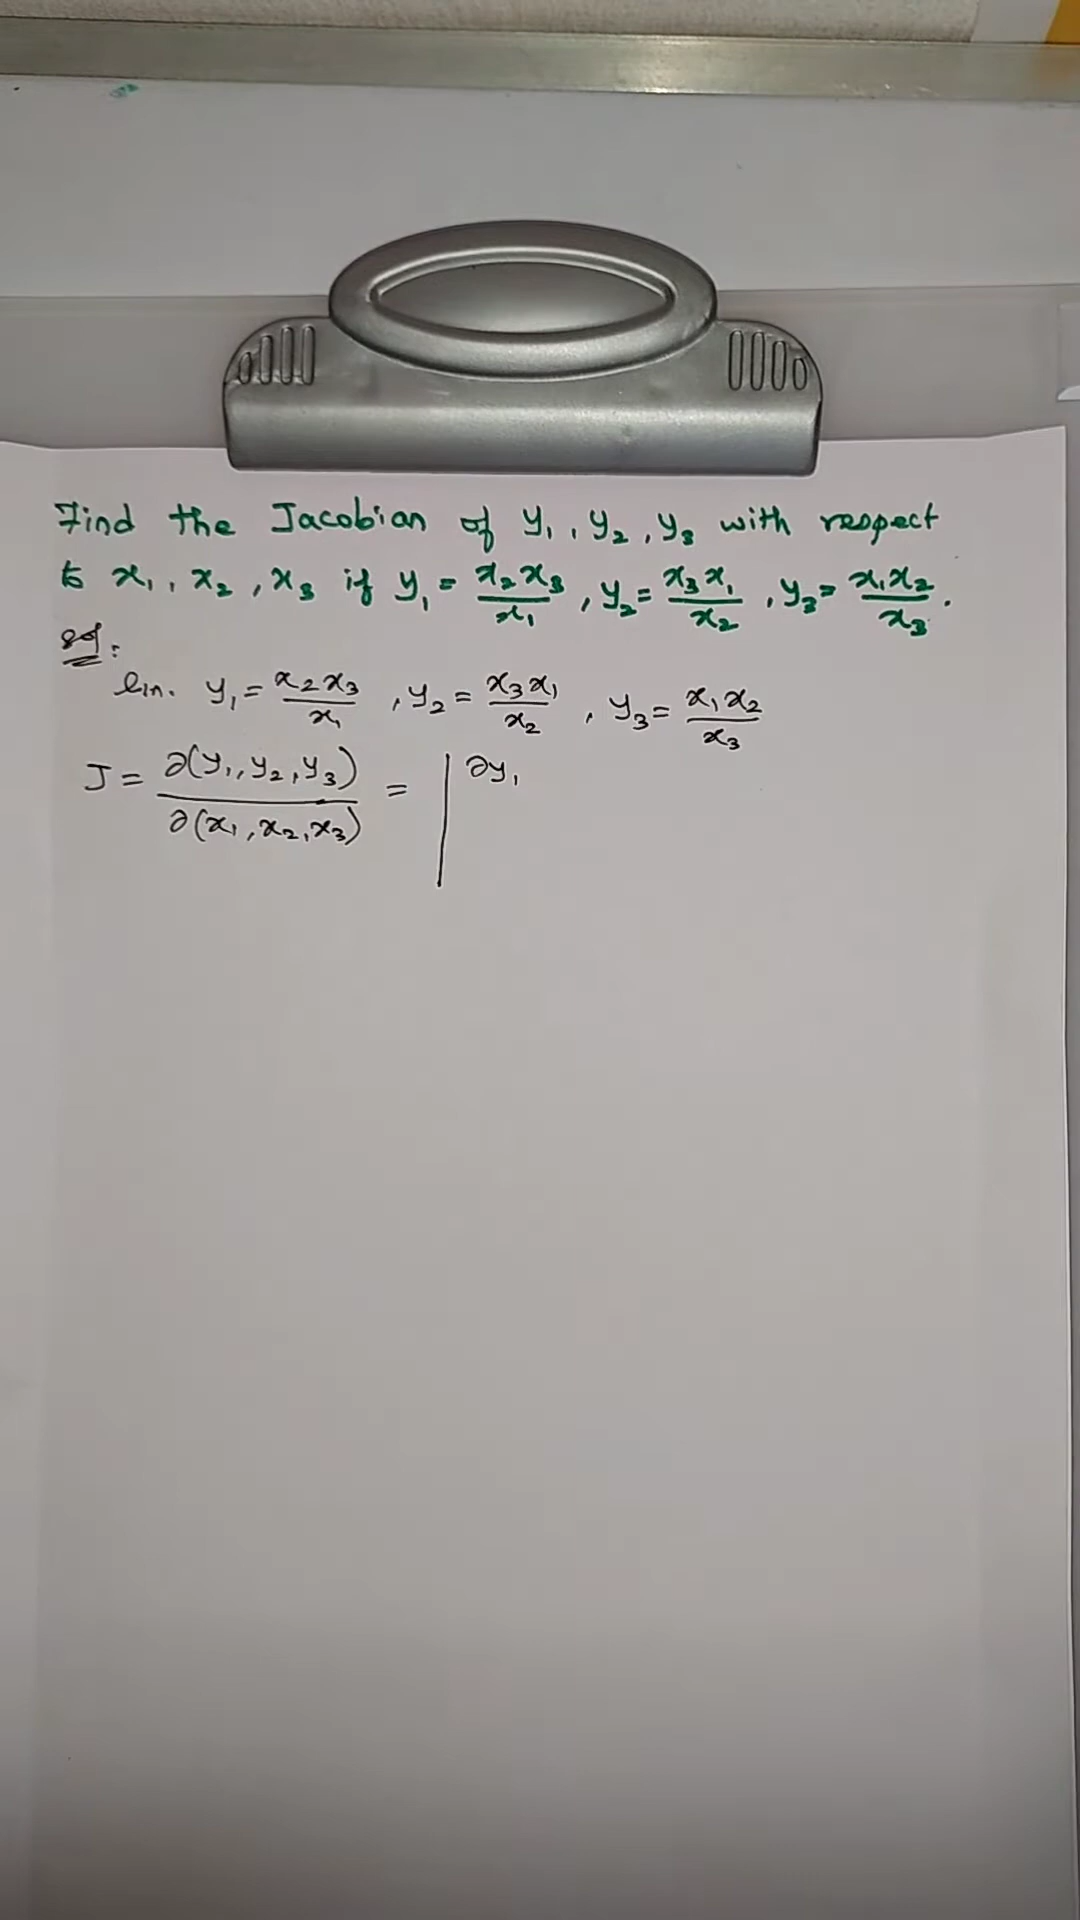 Find the Jacobian of y₁, y₂, y₃ with respect
to x₁, x₂, x₃ if y₁ = x₂x₃/x₁, y₂ = x₃x₁/x₂, y₃ = x₁x₂/x₃.
Sol:
y₁ = x₂x₃/x₁, y₂ = x₃x₁/x₂, y₃ = x₁x₂/x₃
J = ∂(y₁, y₂, y₃)/∂(x₁, x₂, x₃) = | ∂y₁